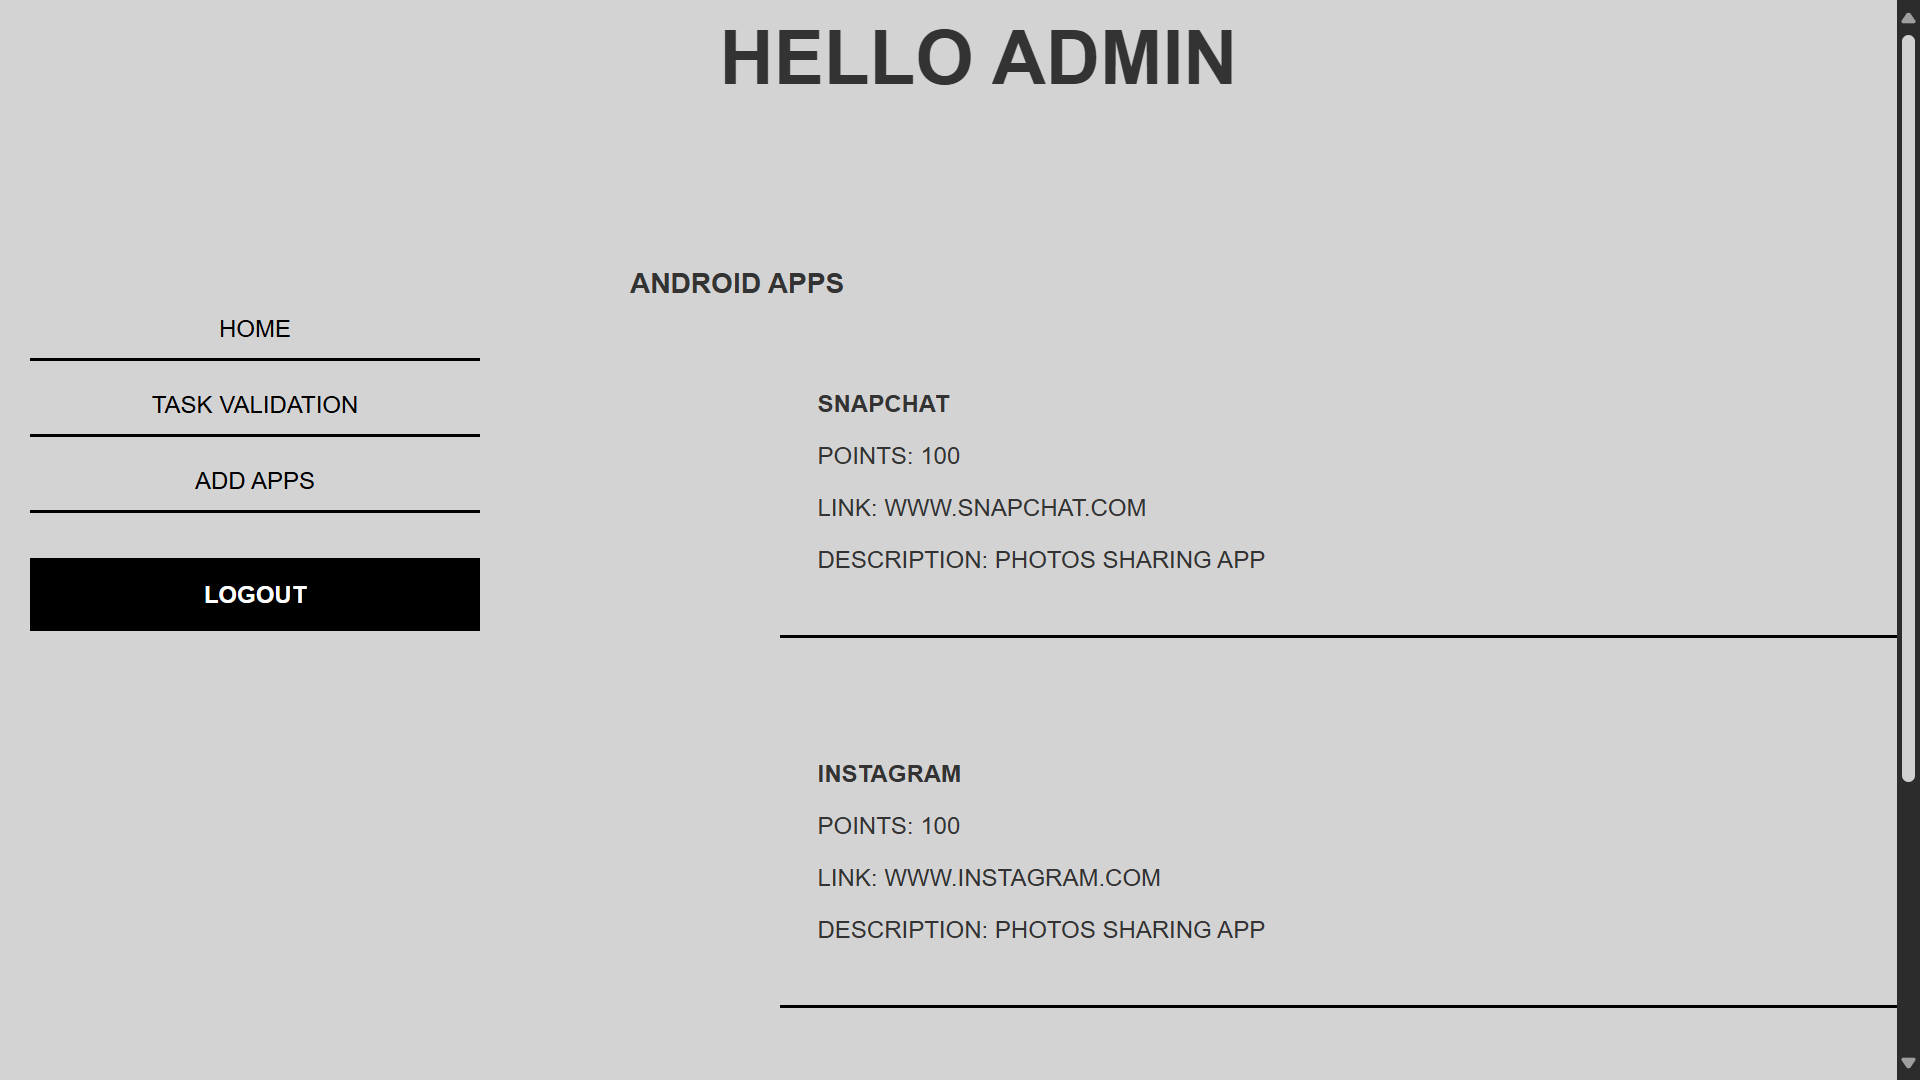 HELLO ADMIN
HOME
TASK VALIDATION
ADD APPS
LOGOUT
ANDROID APPS
SNAPCHAT
POINTS: 100
LINK: WWW.SNAPCHAT.COM
DESCRIPTION: PHOTOS SHARING APP
INSTAGRAM
POINTS: 100
LINK: WWW.INSTAGRAM.COM
DESCRIPTION: PHOTOS SHARING APP